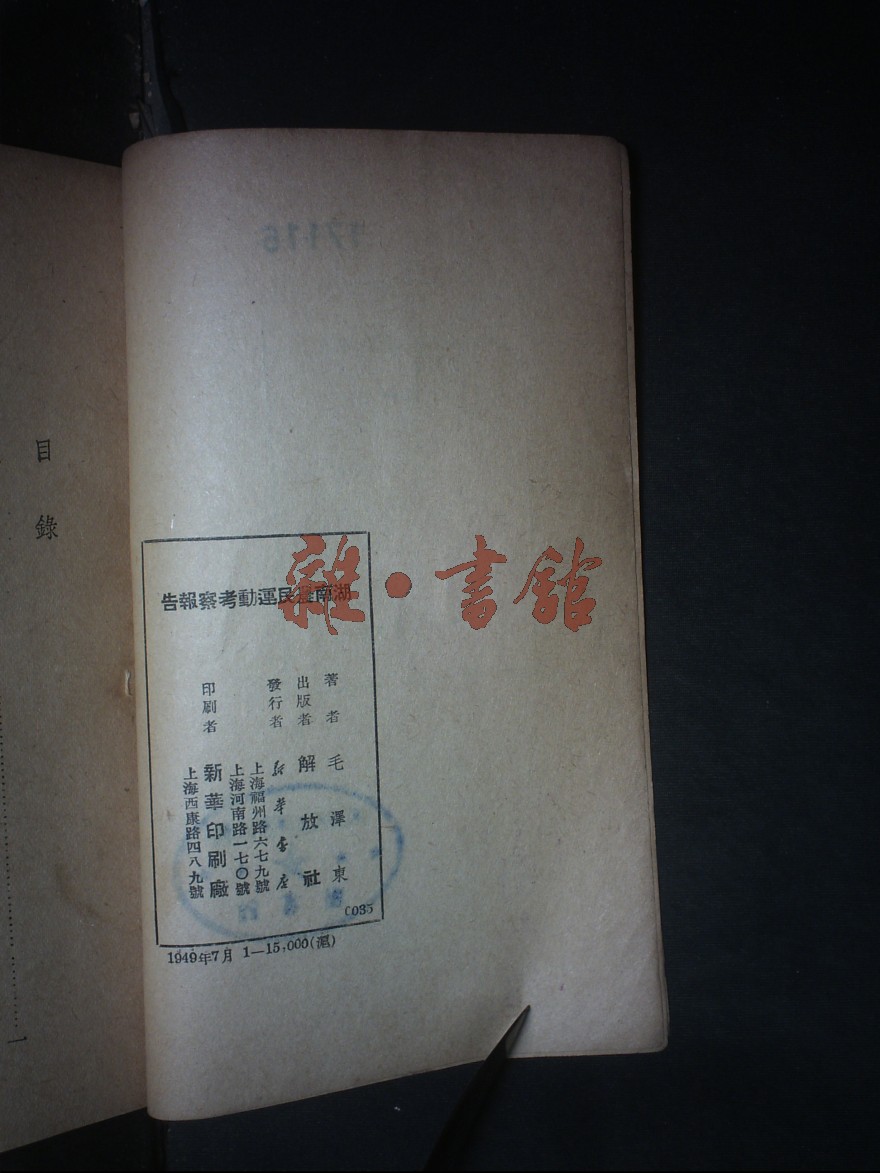 17116
湖南農民運動考察報告
著者 毛澤東
出版者 解放社
發行者 新華書店
上海福州路六七九號
上海河南路一七〇號
印刷者 新華印刷廠
上海西康路四八九號
C035
1949年7月 1—15,000(滬)
雜·書館
目錄